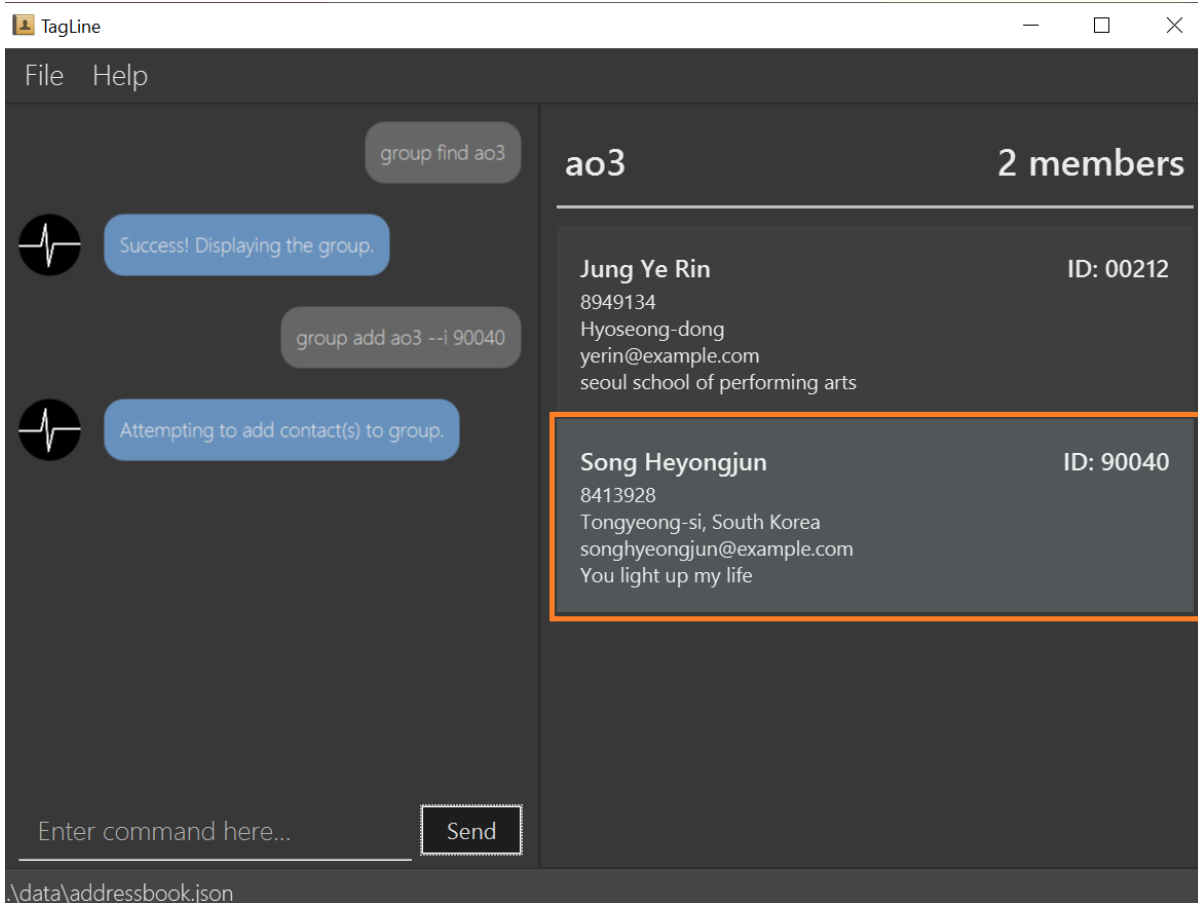 TagLine
File Help
group find ao3
Success! Displaying the group.
group add ao3 --i 90040
Attempting to add contact(s) to group.
Enter command here...
Send
ao3
2 members
Jung Ye Rin
ID: 00212
8949134
Hyoseong-dong
yerin@example.com
seoul school of performing arts
Song Heyongjun
ID: 90040
8413928
Tongyeong-si, South Korea
songhyeongjun@example.com
You light up my life
.\data\addressbook.json